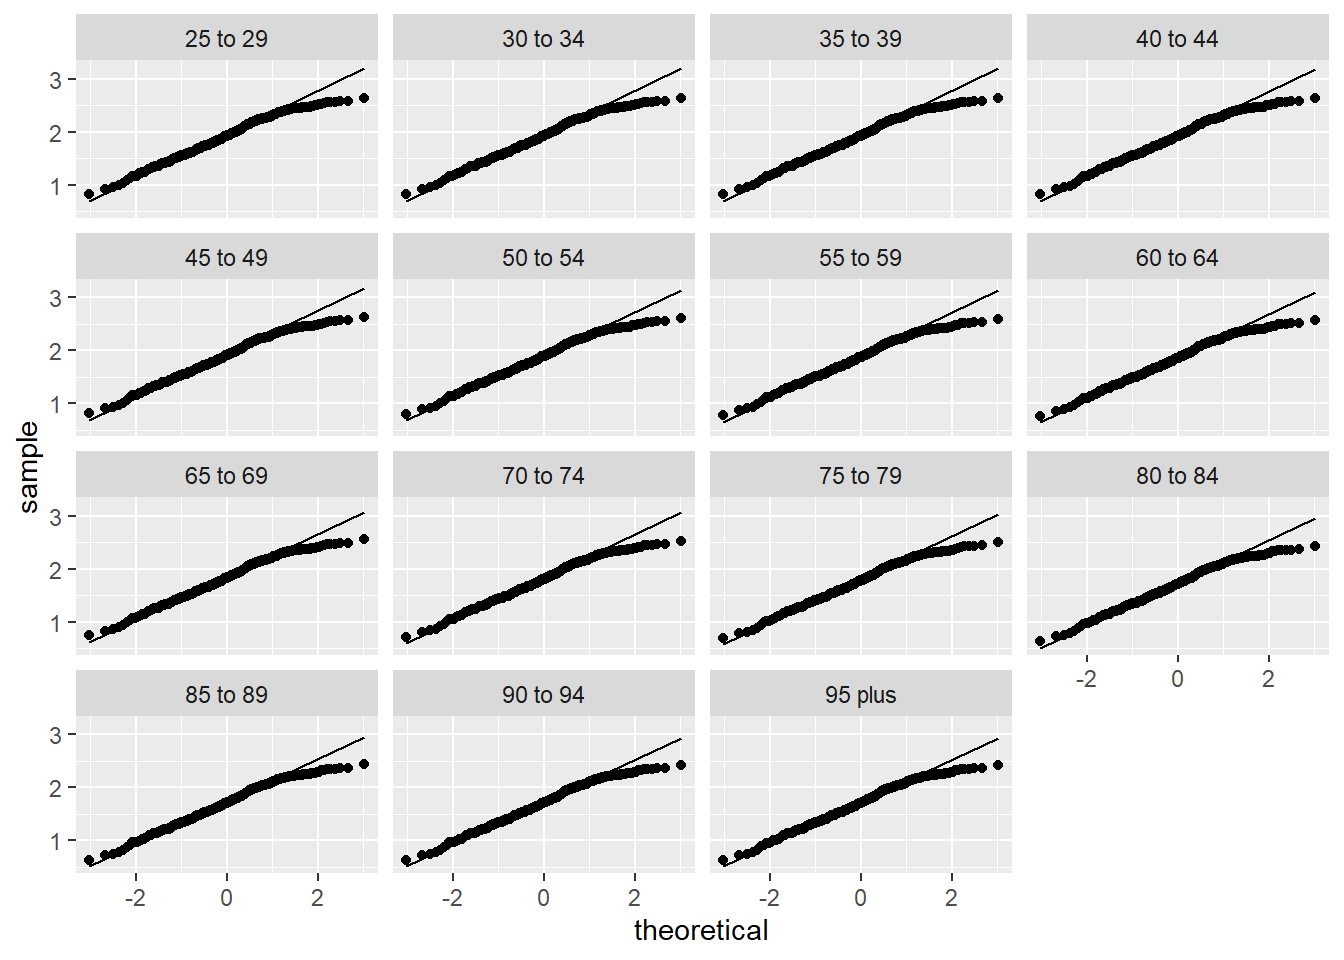 25 to 29
30 to 34
35 to 39
40 to 44
3
2
1
45 to 49
50 to 54
55 to 59
60 to 64
3
2
1
sample
65 to 69
70 to 74
75 to 79
80 to 84
3
2
1
-2 0 2
85 to 89
90 to 94
95 plus
3
2
1
-2 0 2
-2 0 2
-2 0 2
theoretical